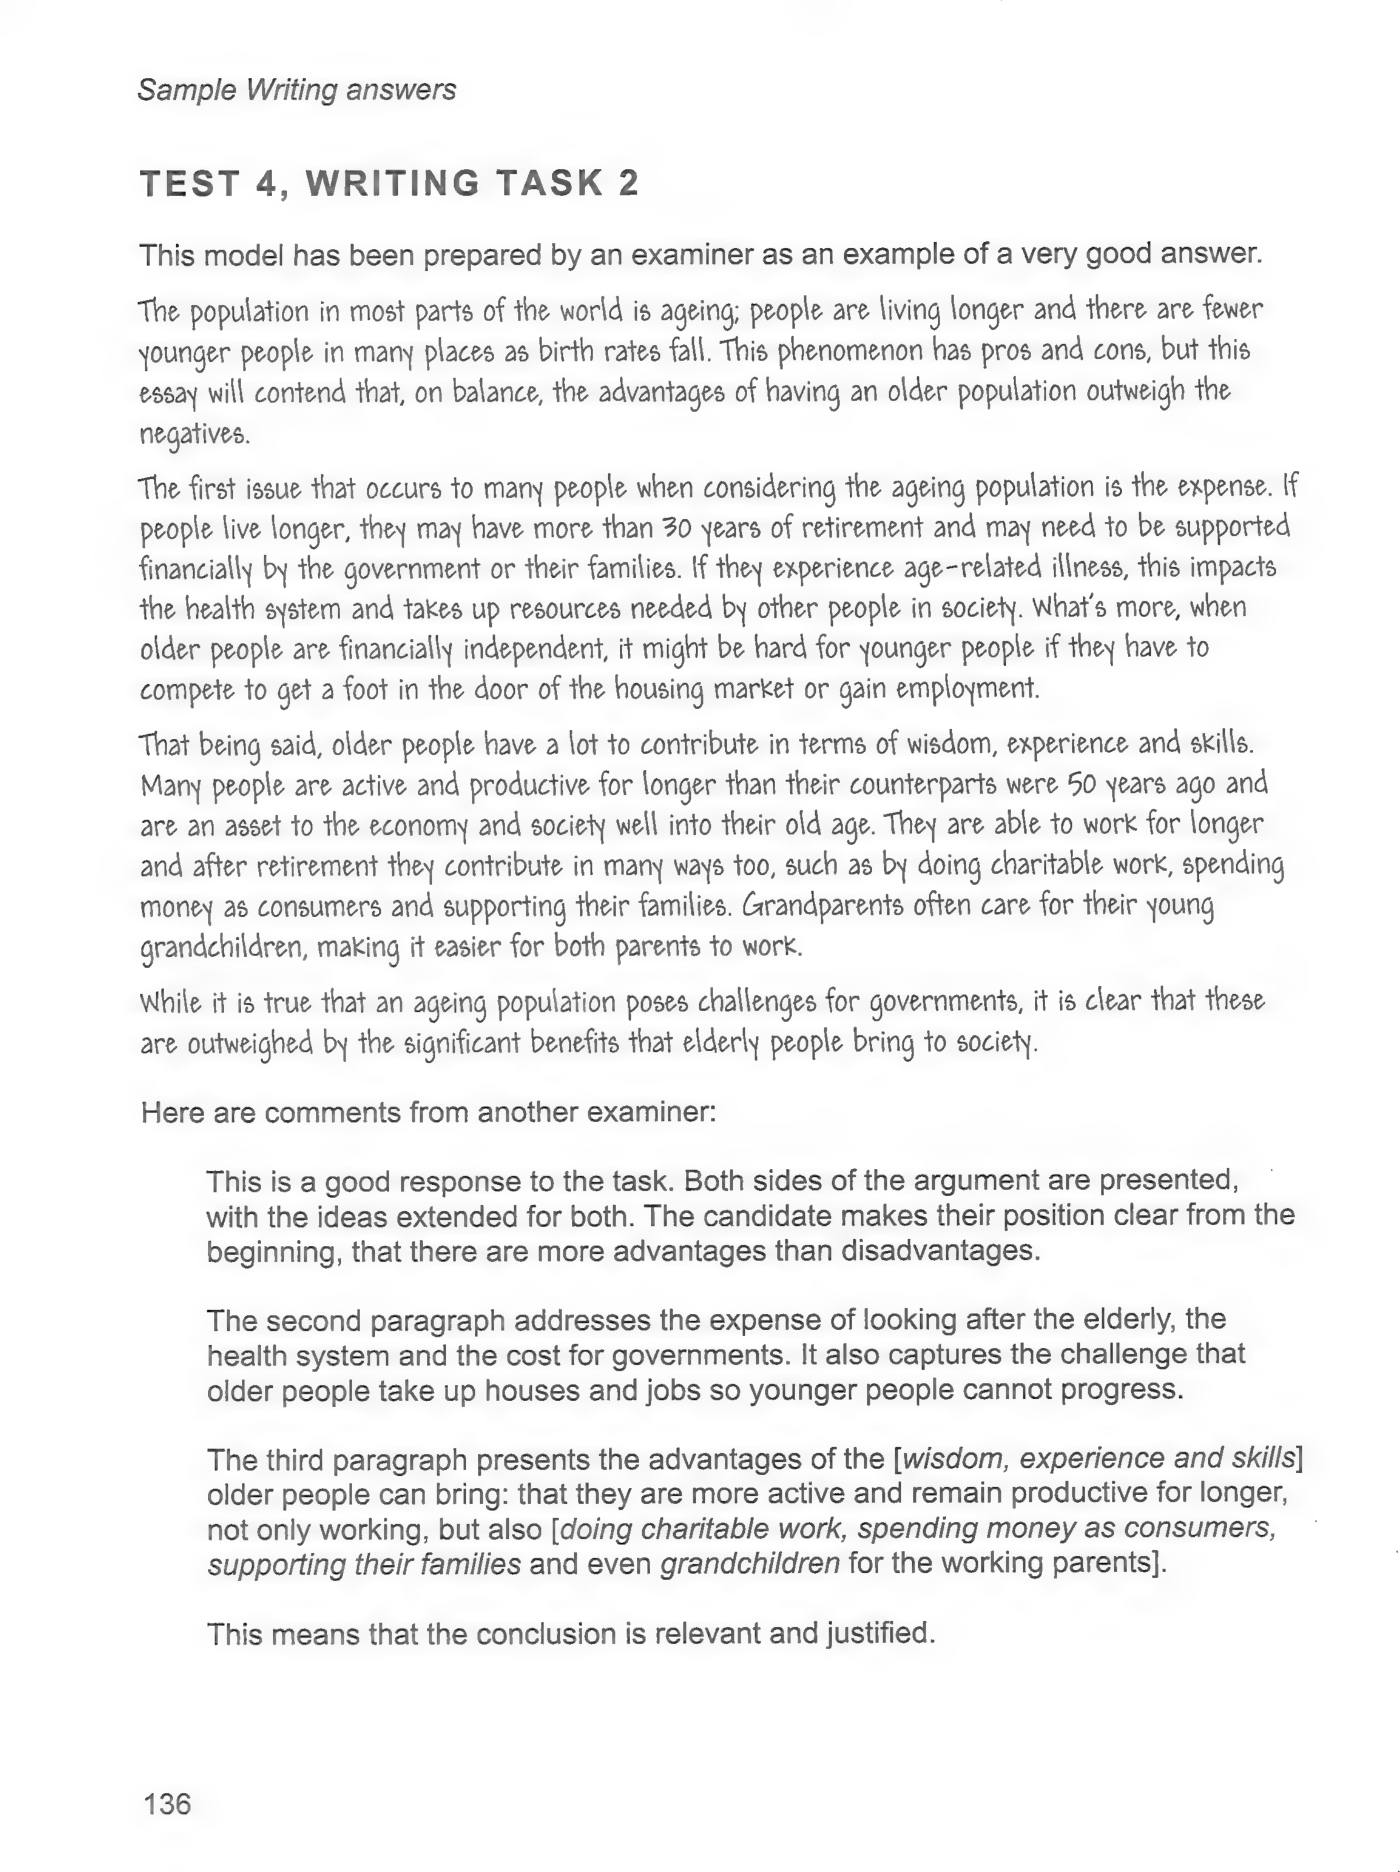 Sample Writing answers
TEST 4, WRITING TASK 2
This model has been prepared by an examiner as an example of a very good answer.
The population in most parts of the world is ageing; people are living longer and there are fewer
younger people in many places as birth rates fall. This phenomenon has pros and cons, but this
essay will contend that, on balance, the advantages of having an older population outweigh the
negatives.
The first issue that occurs to many people when considering the ageing population is the expense. If
people live longer, they may have more than 30 years of retirement and may need to be supported
financially by the government or their families. If they experience age-related illness, this impacts
the health system and takes up resources needed by other people in society. What's more, when
older people are financially independent, it might be hard for younger people if they have to
compete to get a foot in the door of the housing market or gain employment.
That being said, older people have a lot to contribute in terms of wisdom, experience and skills.
Many people are active and productive for longer than their counterparts were 50 years ago and
are an asset to the economy and society well into their old age. They are able to work for longer
and after retirement they contribute in many ways too, such as by doing charitable work, spending
money as consumers and supporting their families. Grandparents often care for their young
grandchildren, making it easier for both parents to work.
While it is true that an ageing population poses challenges for governments, it is clear that these
are outweighed by the significant benefits that elderly people bring to society.
Here are comments from another examiner:
This is a good response to the task. Both sides of the argument are presented,
with the ideas extended for both. The candidate makes their position clear from the
beginning, that there are more advantages than disadvantages.
The second paragraph addresses the expense of looking after the elderly, the
health system and the cost for governments. It also captures the challenge that
older people take up houses and jobs so younger people cannot progress.
The third paragraph presents the advantages of the [wisdom, experience and skills]
older people can bring: that they are more active and remain productive for longer,
not only working, but also [doing charitable work, spending money as consumers,
supporting their families and even grandchildren for the working parents].
This means that the conclusion is relevant and justified.
136